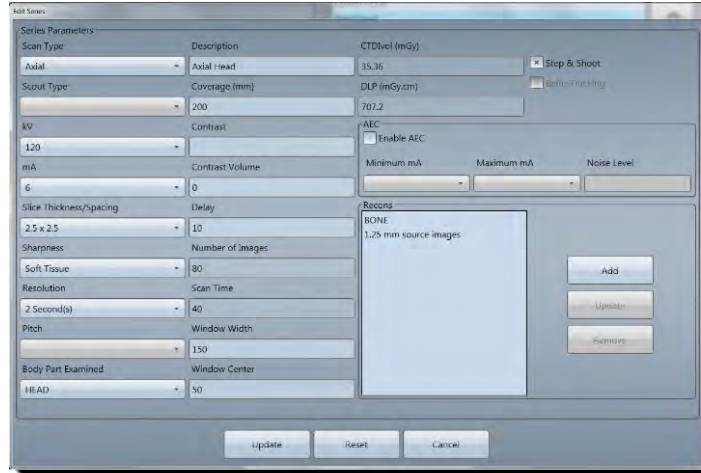 Edit Series
Series Parameters
Scan Type
Axial
Scout Type
kV
120
mA
6
Slice Thickness/Spacing
2.5 x 2.5
Sharpness
Soft Tissue
Resolution
2 Second(s)
Pitch
Body Part Examined
HEAD
Description
Axial Head
Coverage (mm)
200
Contrast
Contrast Volume
0
Delay
10
Number of Images
80
Scan Time
40
Window Width
150
Window Center
50
CTDIvol (mGy)
35.36
DLP (mGy.cm)
707.2
Step & Shoot
AEC
Enable AEC
Minimum mA
Maximum mA
Noise Level
Recons
BONE
1.25 mm source images
Add
Update
Remove
Update
Reset
Cancel